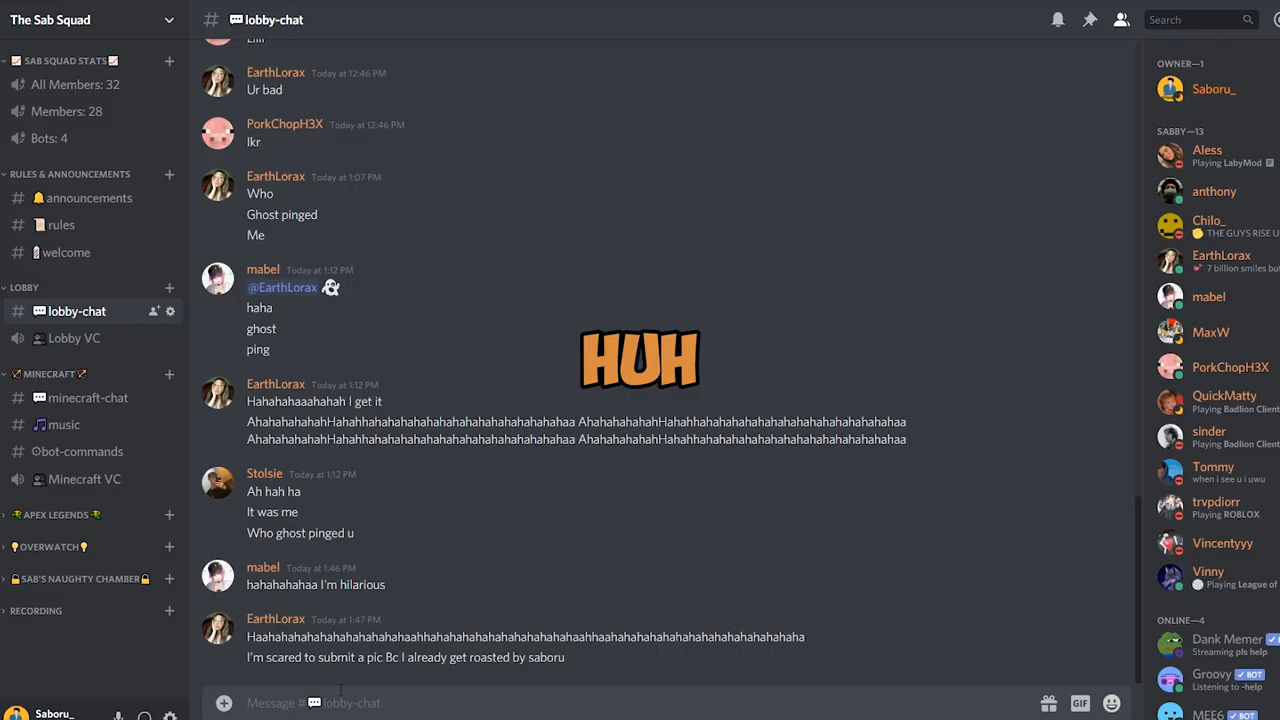 The Sab Squad
SAB SQUAD STATS
All Members: 32
Members: 28
Bots: 4
RULES & ANNOUNCEMENTS
announcements
rules
welcome
LOBBY
lobby-chat
Lobby VC
MINECRAFT
minecraft-chat
music
bot-commands
Minecraft VC
APEX LEGENDS
OVERWATCH
SAB'S NAUGHTY CHAMBER
RECORDING
Saboru_
# lobby-chat
Search
EarthLorax Today at 12:46 PM
Ur bad
PorkChopH3X Today at 12:46 PM
Ikr
EarthLorax Today at 1:07 PM
Who
Ghost pinged
Me
mabel Today at 1:12 PM
@EarthLorax
haha
ghost
ping
HUH
EarthLorax Today at 1:12 PM
Hahahahaaahahah I get it
AhahahahahahHahahhahahahahahahahahahahahahahahahaa AhahahahahahHahahhahahahahahahahahahahahahahahahaa
AhahahahahahHahahhahahahahahahahahahahahahahahahaa AhahahahahahHahahhahahahahahahahahahahahahahahahaa
Stolsie Today at 1:12 PM
Ah hah ha
It was me
Who ghost pinged u
mabel Today at 1:46 PM
hahahahahaa I'm hilarious
EarthLorax Today at 1:47 PM
Haahahahahahahahahahahahaahhahahahahahahahahahahahaahhaahahahahahahahahahahahahahahaha
I'm scared to submit a pic Bc I already get roasted by saboru
Message # lobby-chat
GIF
OWNER—1
Saboru_
SABBY—13
Aless
Playing LabyMod
anthony
Chilo_
THE GUYS RISE U
EarthLorax
7 billion smiles but
mabel
MaxW
PorkChopH3X
QuickMatty
Playing Badlion Client
sinder
Playing Badlion Client
Tommy
when i see u i uwu
trvpdiorr
Playing ROBLOX
Vincentyyy
Vinny
Playing League of
ONLINE—4
Dank Memer
Streaming pls help
Groovy BOT
Listening to -help
MEE6 BOT